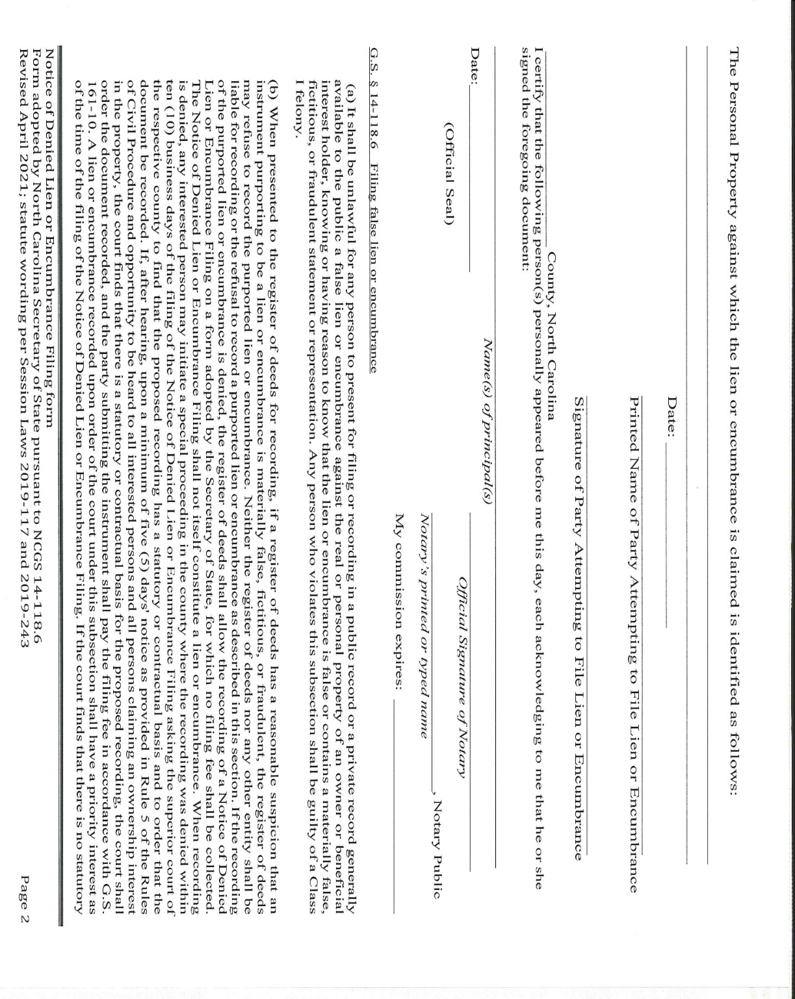 The Personal Property against which the lien or encumbrance is claimed is identified as follows:
Date:
Printed Name of Party Attempting to File Lien or Encumbrance
Signature of Party Attempting to File Lien or Encumbrance
County, North Carolina
I certify that the following person(s) personally appeared before me this day, each acknowledging to me that he or she
signed the foregoing document:
Name(s) of principal(s)
Date:
Official Signature of Notary
(Official Seal)
, Notary Public
Notary's printed or typed name
My commission expires:
G.S. § 14-118.6 Filing false lien or encumbrance
(a) It shall be unlawful for any person to present for filing or recording in a public record or a private record generally
available to the public a false lien or encumbrance against the real or personal property of an owner or beneficial
interest holder, knowing or having reason to know that the lien or encumbrance is false or contains a materially false,
fictitious, or fraudulent statement or representation. Any person who violates this subsection shall be guilty of a Class
I felony.
(b) When presented to the register of deeds for recording, if a register of deeds has a reasonable suspicion that an
instrument purporting to be a lien or encumbrance is materially false, fictitious, or fraudulent, the register of deeds
may refuse to record the purported lien or encumbrance. Neither the register of deeds nor any other entity shall be
liable for recording or the refusal to record a purported lien or encumbrance as described in this section. If the recording
of the purported lien or encumbrance is denied, the register of deeds shall allow the recording of a Notice of Denied
Lien or Encumbrance Filing on a form adopted by the Secretary of State, for which no filing fee shall be collected.
The Notice of Denied Lien or Encumbrance Filing shall not itself constitute a lien or encumbrance. When recording
is denied, any interested person may initiate a special proceeding in the county where the recording was denied within
ten (10) business days of the filing of the Notice of Denied Lien or Encumbrance Filing asking the superior court of
the respective county to find that the proposed recording has a statutory or contractual basis and to order that the
document be recorded. If, after hearing, upon a minimum of five (5) days' notice as provided in Rule 5 of the Rules
of Civil Procedure and opportunity to be heard to all interested persons and all persons claiming an ownership interest
in the property, the court finds that there is a statutory or contractual basis for the proposed recording, the court shall
order the document recorded, and the party submitting the instrument shall pay the filing fee in accordance with G.S.
161-10. A lien or encumbrance recorded upon order of the court under this subsection shall have a priority interest as
of the time of the filing of the Notice of Denied Lien or Encumbrance Filing. If the court finds that there is no statutory
Notice of Denied Lien or Encumbrance Filing form
Form adopted by North Carolina Secretary of State pursuant to NCGS 14-118.6
Revised April 2021; statute wording per Session Laws 2019-117 and 2019-243
Page 2